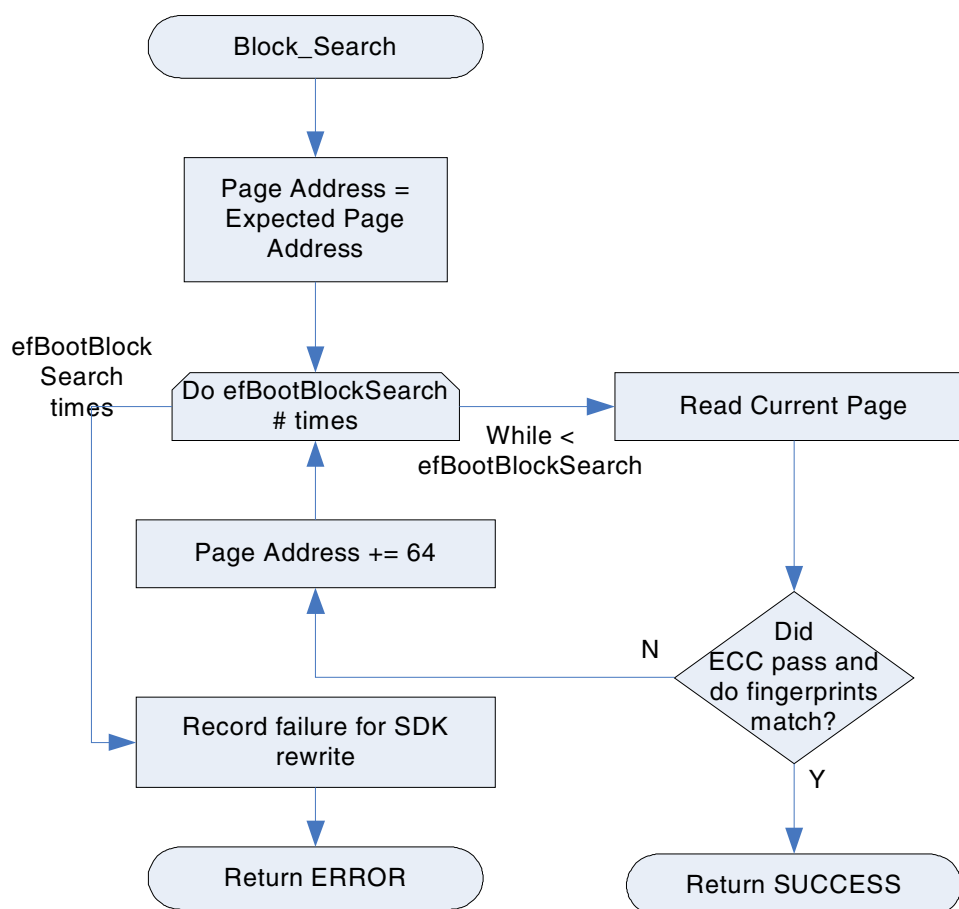 Block_Search
Page Address =
Expected Page
Address
efBootBlock
Search
times
Do efBootBlockSearch
# times
While <
efBootBlockSearch
Read Current Page
Page Address += 64
Did
ECC pass and
do fingerprints
match?
N
Y
Record failure for SDK
rewrite
Return ERROR
Return SUCCESS